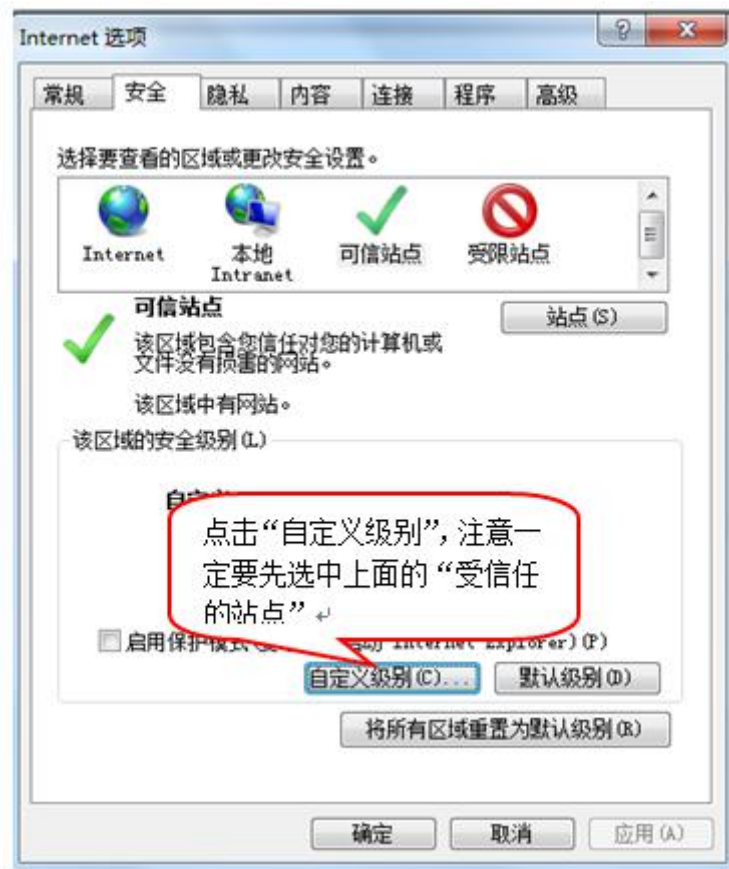 Internet 选项
常规 安全 隐私 内容 连接 程序 高级
选择要查看的区域或更改安全设置。
Internet 本地 可信站点 受限站点
Intranet
可信站点
站点(S)
该区域包含您信任对您的计算机或
文件没有损害的网站。
该区域中有网站。
该区域的安全级别(L)
点击“自定义级别”，注意一
定要先选中上面的“受信任
的站点”
启用保护模式 Internet Explorer)(P)
自定义级别(C)... 默认级别(D)
将所有区域重置为默认级别(R)
确定 取消 应用(A)